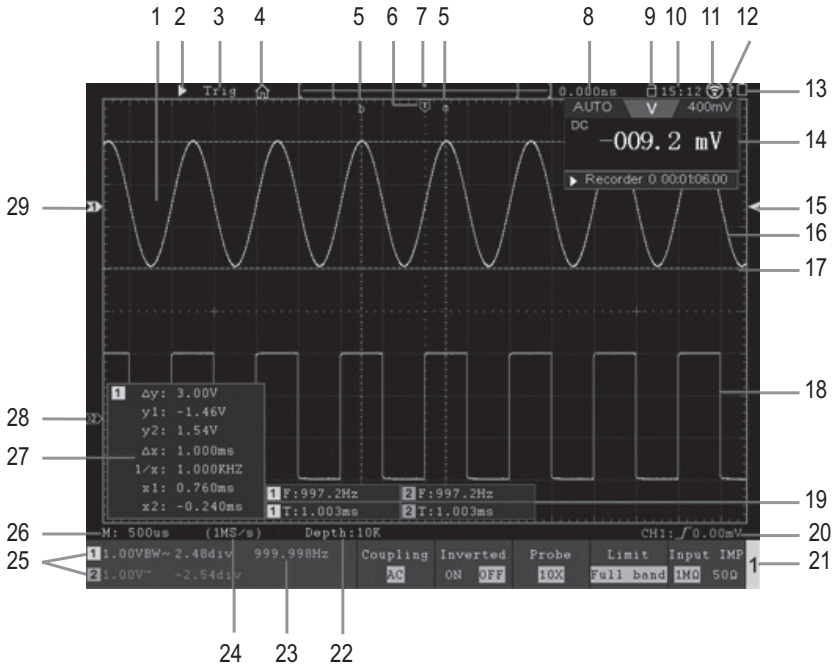 1 2 3 4 5 6 7 5 8 9 10 11 12
Trig 0.000ns 15:12 13
b T a
AUTO V 400mV
DC
-009.2 mV 14
Recorder 0 00:01:06.00
29 1 15
16
17
18
28 2
1 Δy: 3.00V
y1: -1.46V
y2: 1.54V
27 Δx: 1.000ms
1/x: 1.000KHZ
x1: 0.760ms
x2: -0.240ms
1 F:997.2Hz 2 F:997.2Hz 19
1 T:1.003ms 2 T:1.003ms
26 M: 500us (1MS/s) Depth:10K CH1: 0.00mV 20
25 1 1.00VBW~ 2.48div 999.998Hz Coupling Inverted Probe Limit Input IMP 1 21
2 1.00V~ -2.54div AC ON OFF 10X Full band 1MΩ 50Ω
24 23 22